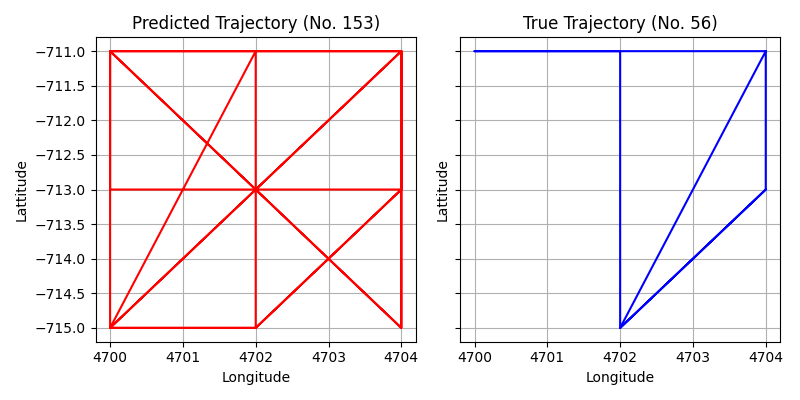 Predicted Trajectory (No. 153)
True Trajectory (No. 56)
−711.0
−711.5
−712.0
−712.5
−713.0
−713.5
−714.0
−714.5
−715.0
Lattitude
Lattitude
4700 4701 4702 4703 4704
4700 4701 4702 4703 4704
Longitude
Longitude